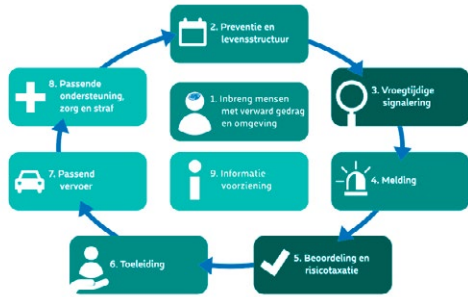 2. Preventie en
levensstructuur
8. Passende
ondersteuning,
zorg en straf
1. Inbreng mensen
met verward gedrag
en omgeving
3. Vroegtijdige
signalering
7. Passend
vervoer
9. Informatie
voorziening
4. Melding
6. Toeleiding
5. Beoordeling en
risicotaxatie